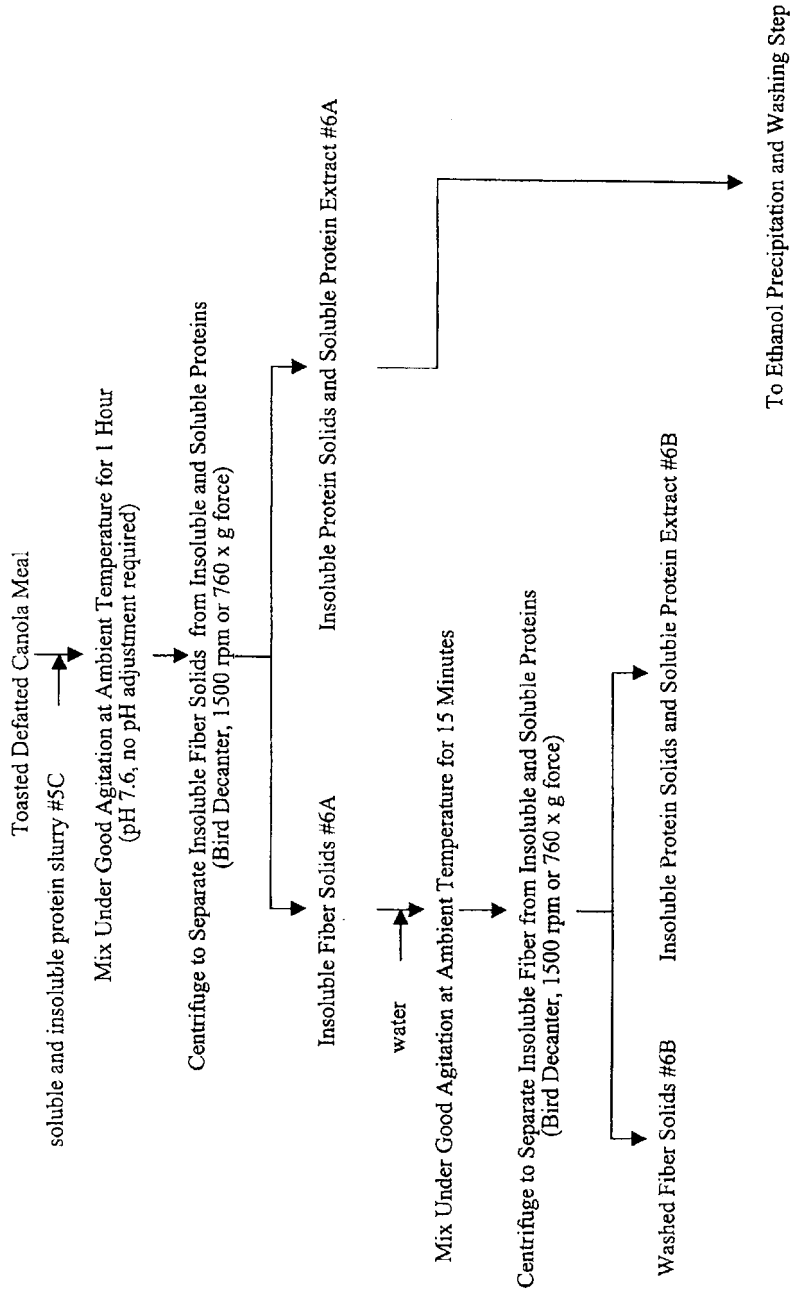 Toasted Defatted Canola Meal
soluble and insoluble protein slurry #5C
Mix Under Good Agitation at Ambient Temperature for 1 Hour
(pH 7.6, no pH adjustment required)
Centrifuge to Separate Insoluble Fiber Solids from Insoluble and Soluble Proteins
(Bird Decanter, 1500 rpm or 760 x g force)
Insoluble Fiber Solids #6A
Insoluble Protein Solids and Soluble Protein Extract #6A
water
Mix Under Good Agitation at Ambient Temperature for 15 Minutes
Centrifuge to Separate Insoluble Fiber from Insoluble and Soluble Proteins
(Bird Decanter, 1500 rpm or 760 x g force)
Washed Fiber Solids #6B
Insoluble Protein Solids and Soluble Protein Extract #6B
To Ethanol Precipitation and Washing Step